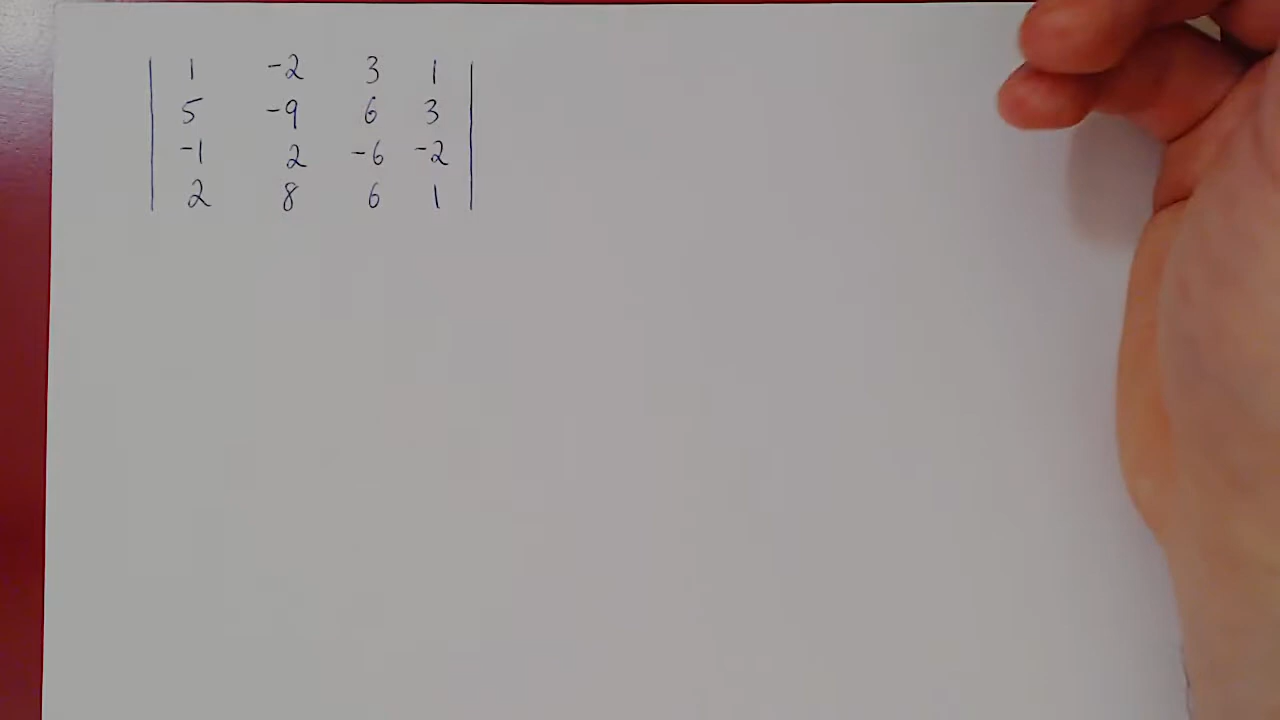 | 1 -2 3 1 |
| 5 -9 6 3 |
| -1 2 -6 -2 |
| 2 8 6 1 |